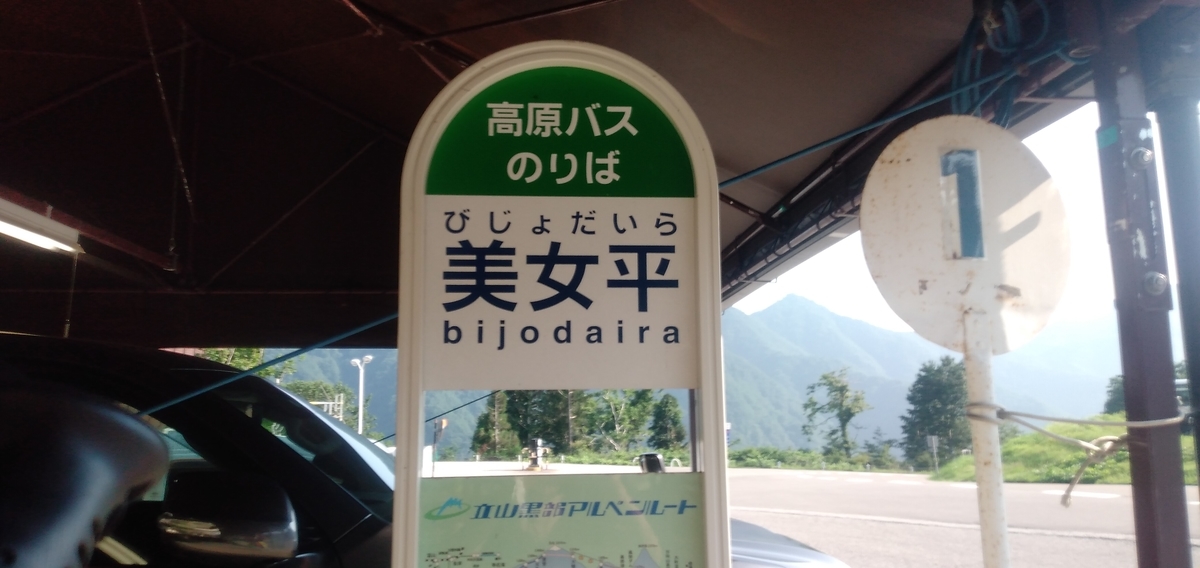 高原バス
のりば
びじょだいら
美女平
bijodaira
立山黒部アルペンルート
1